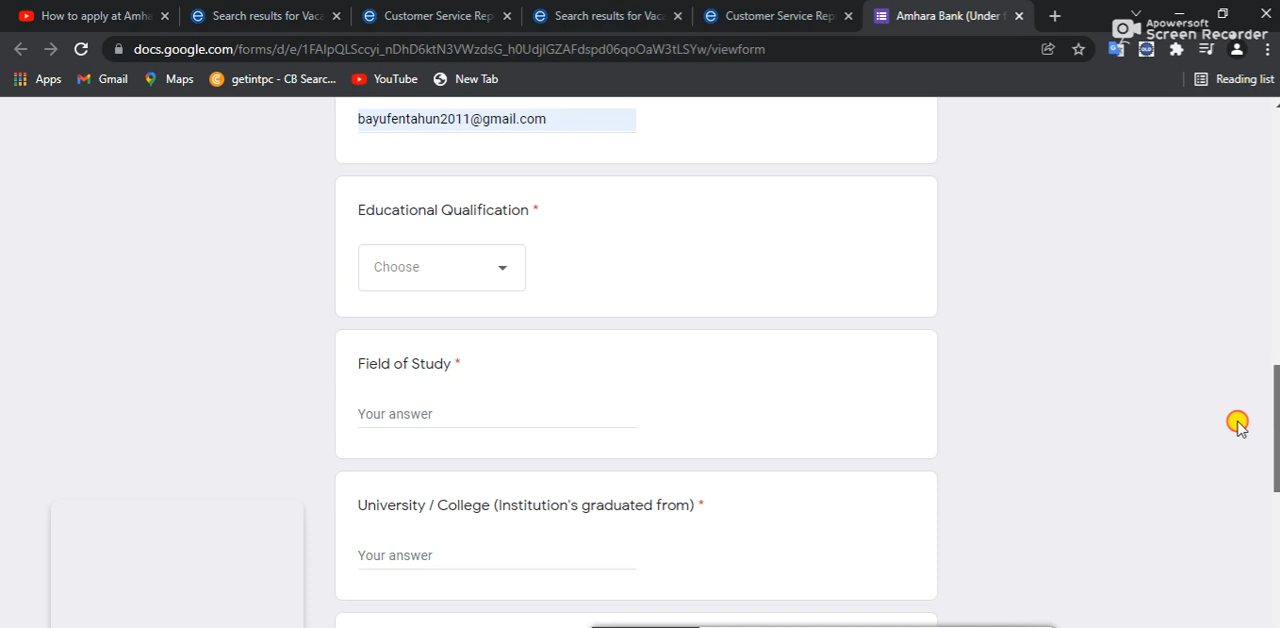 How to apply at Amha
Search results for Vaca
Customer Service Rep
Search results for Vaca
Customer Service Rep
Amhara Bank (Under f
Apowersoft
Screen Recorder
docs.google.com/forms/d/e/1FAIpQLSccyi_nDhD6ktN3VWzdsG_h0UdjIGZAFdspd06qoOaW3tLSYw/viewform
Apps
Gmail
Maps
getintpc - CB Searc...
YouTube
New Tab
Reading list
bayufentahun2011@gmail.com
Educational Qualification *
Choose
Field of Study *
Your answer
University / College (Institution's graduated from) *
Your answer